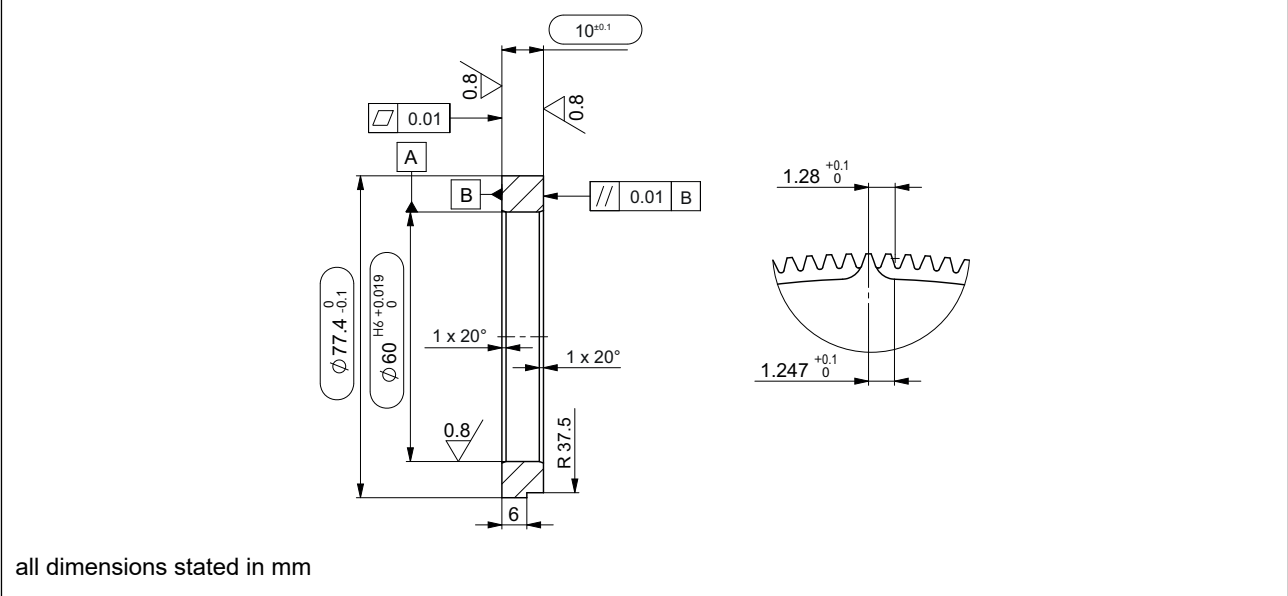 10±0.1
0.8
0.8
⏥ 0.01
A
B
// 0.01 B
1.28 +0.1 0
⌀77.4 0 -0.1
⌀60 H6 +0.019 0
1 x 20°
1 x 20°
1.247 +0.1 0
0.8
R 37.5
6
all dimensions stated in mm